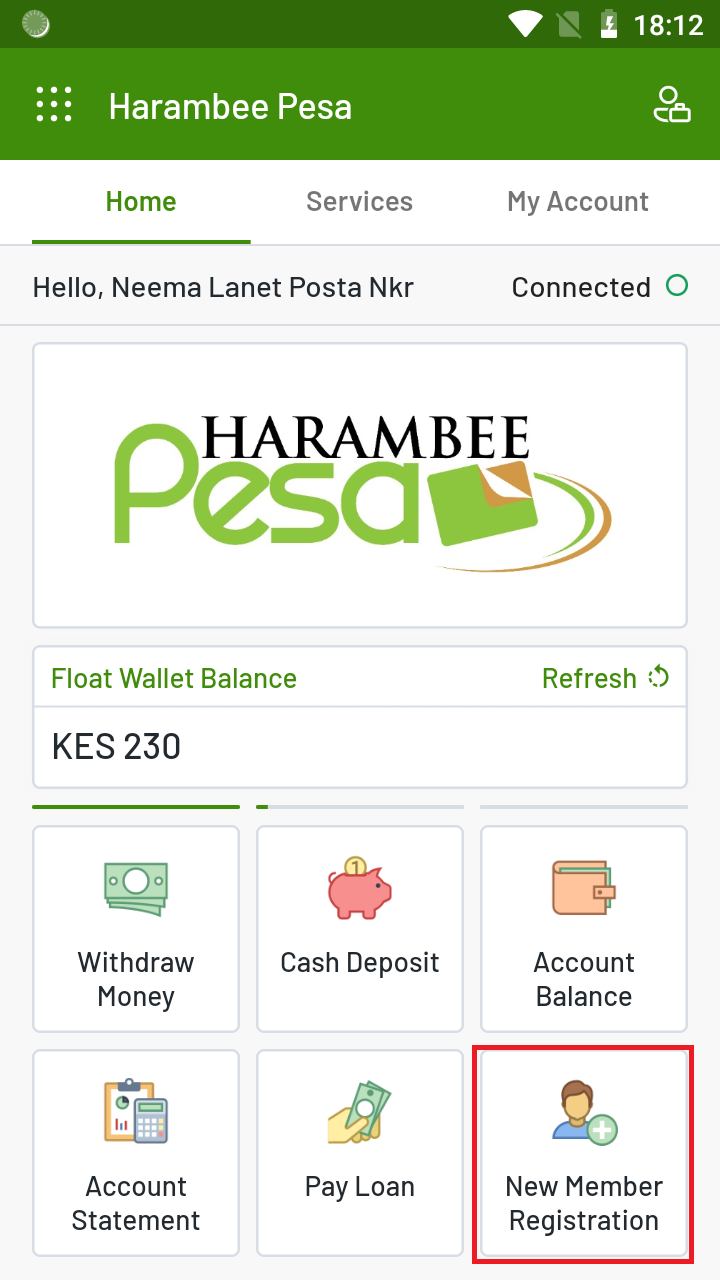 18:12
Harambee Pesa
Home Services My Account
Hello, Neema Lanet Posta Nkr Connected
HARAMBEE
Pesa
Float Wallet Balance Refresh
KES 230
1
Withdraw Money
Cash Deposit
Account Balance
Account Statement
Pay Loan
New Member Registration